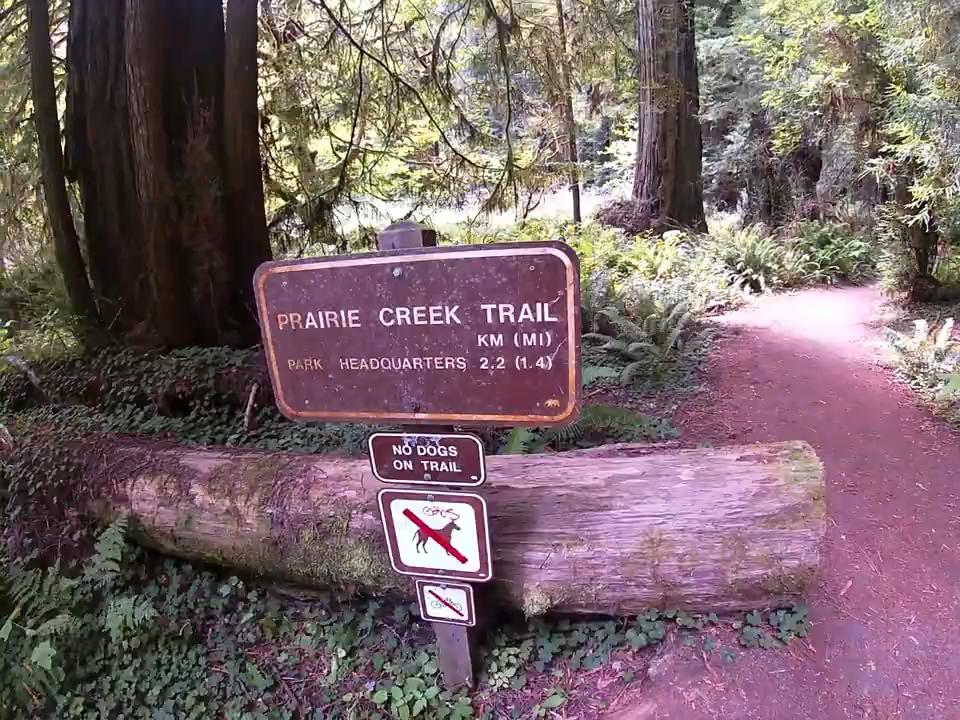 PRAIRIE CREEK TRAIL
KM (MI)
PARK HEADQUARTERS 2.2 (1.4)
NO DOGS
ON TRAIL